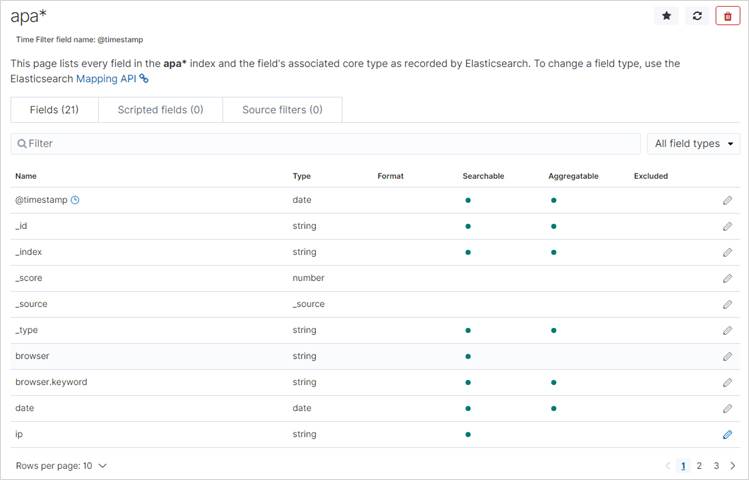 apa*
Time Filter field name: @timestamp
This page lists every field in the apa* index and the field's associated core type as recorded by Elasticsearch. To change a field type, use the
Elasticsearch Mapping API
Fields (21) Scripted fields (0) Source filters (0)
Filter All field types
Name Type Format Searchable Aggregatable Excluded
@timestamp date
_id string
_index string
_score number
_source _source
_type string
browser string
browser.keyword string
date date
ip string
Rows per page: 10 1 2 3